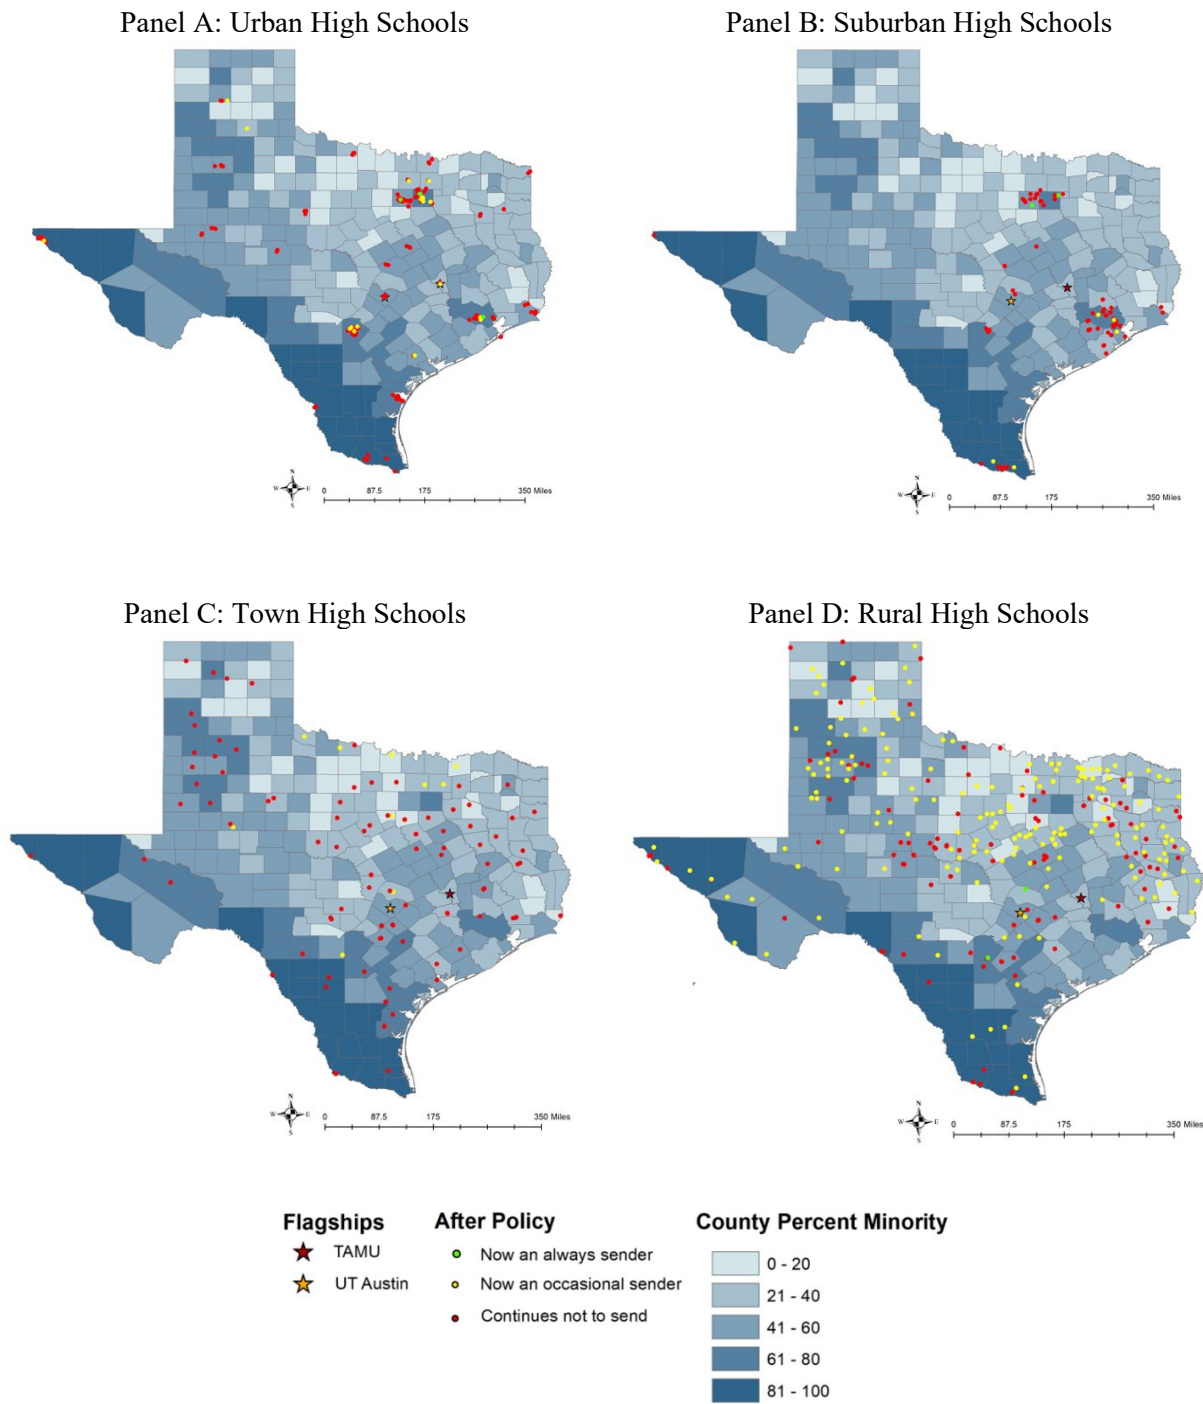 Panel A: Urban High Schools
Panel B: Suburban High Schools
N
W E
S
0 87.5 175 350 Miles
N
W E
S
0 87.5 175 350 Miles
Panel C: Town High Schools
Panel D: Rural High Schools
N
W E
S
0 87.5 175 350 Miles
N
W E
S
0 87.5 175 350 Miles
Flagships
TAMU
UT Austin
After Policy
Now an always sender
Now an occasional sender
Continues not to send
County Percent Minority
0 - 20
21 - 40
41 - 60
61 - 80
81 - 100